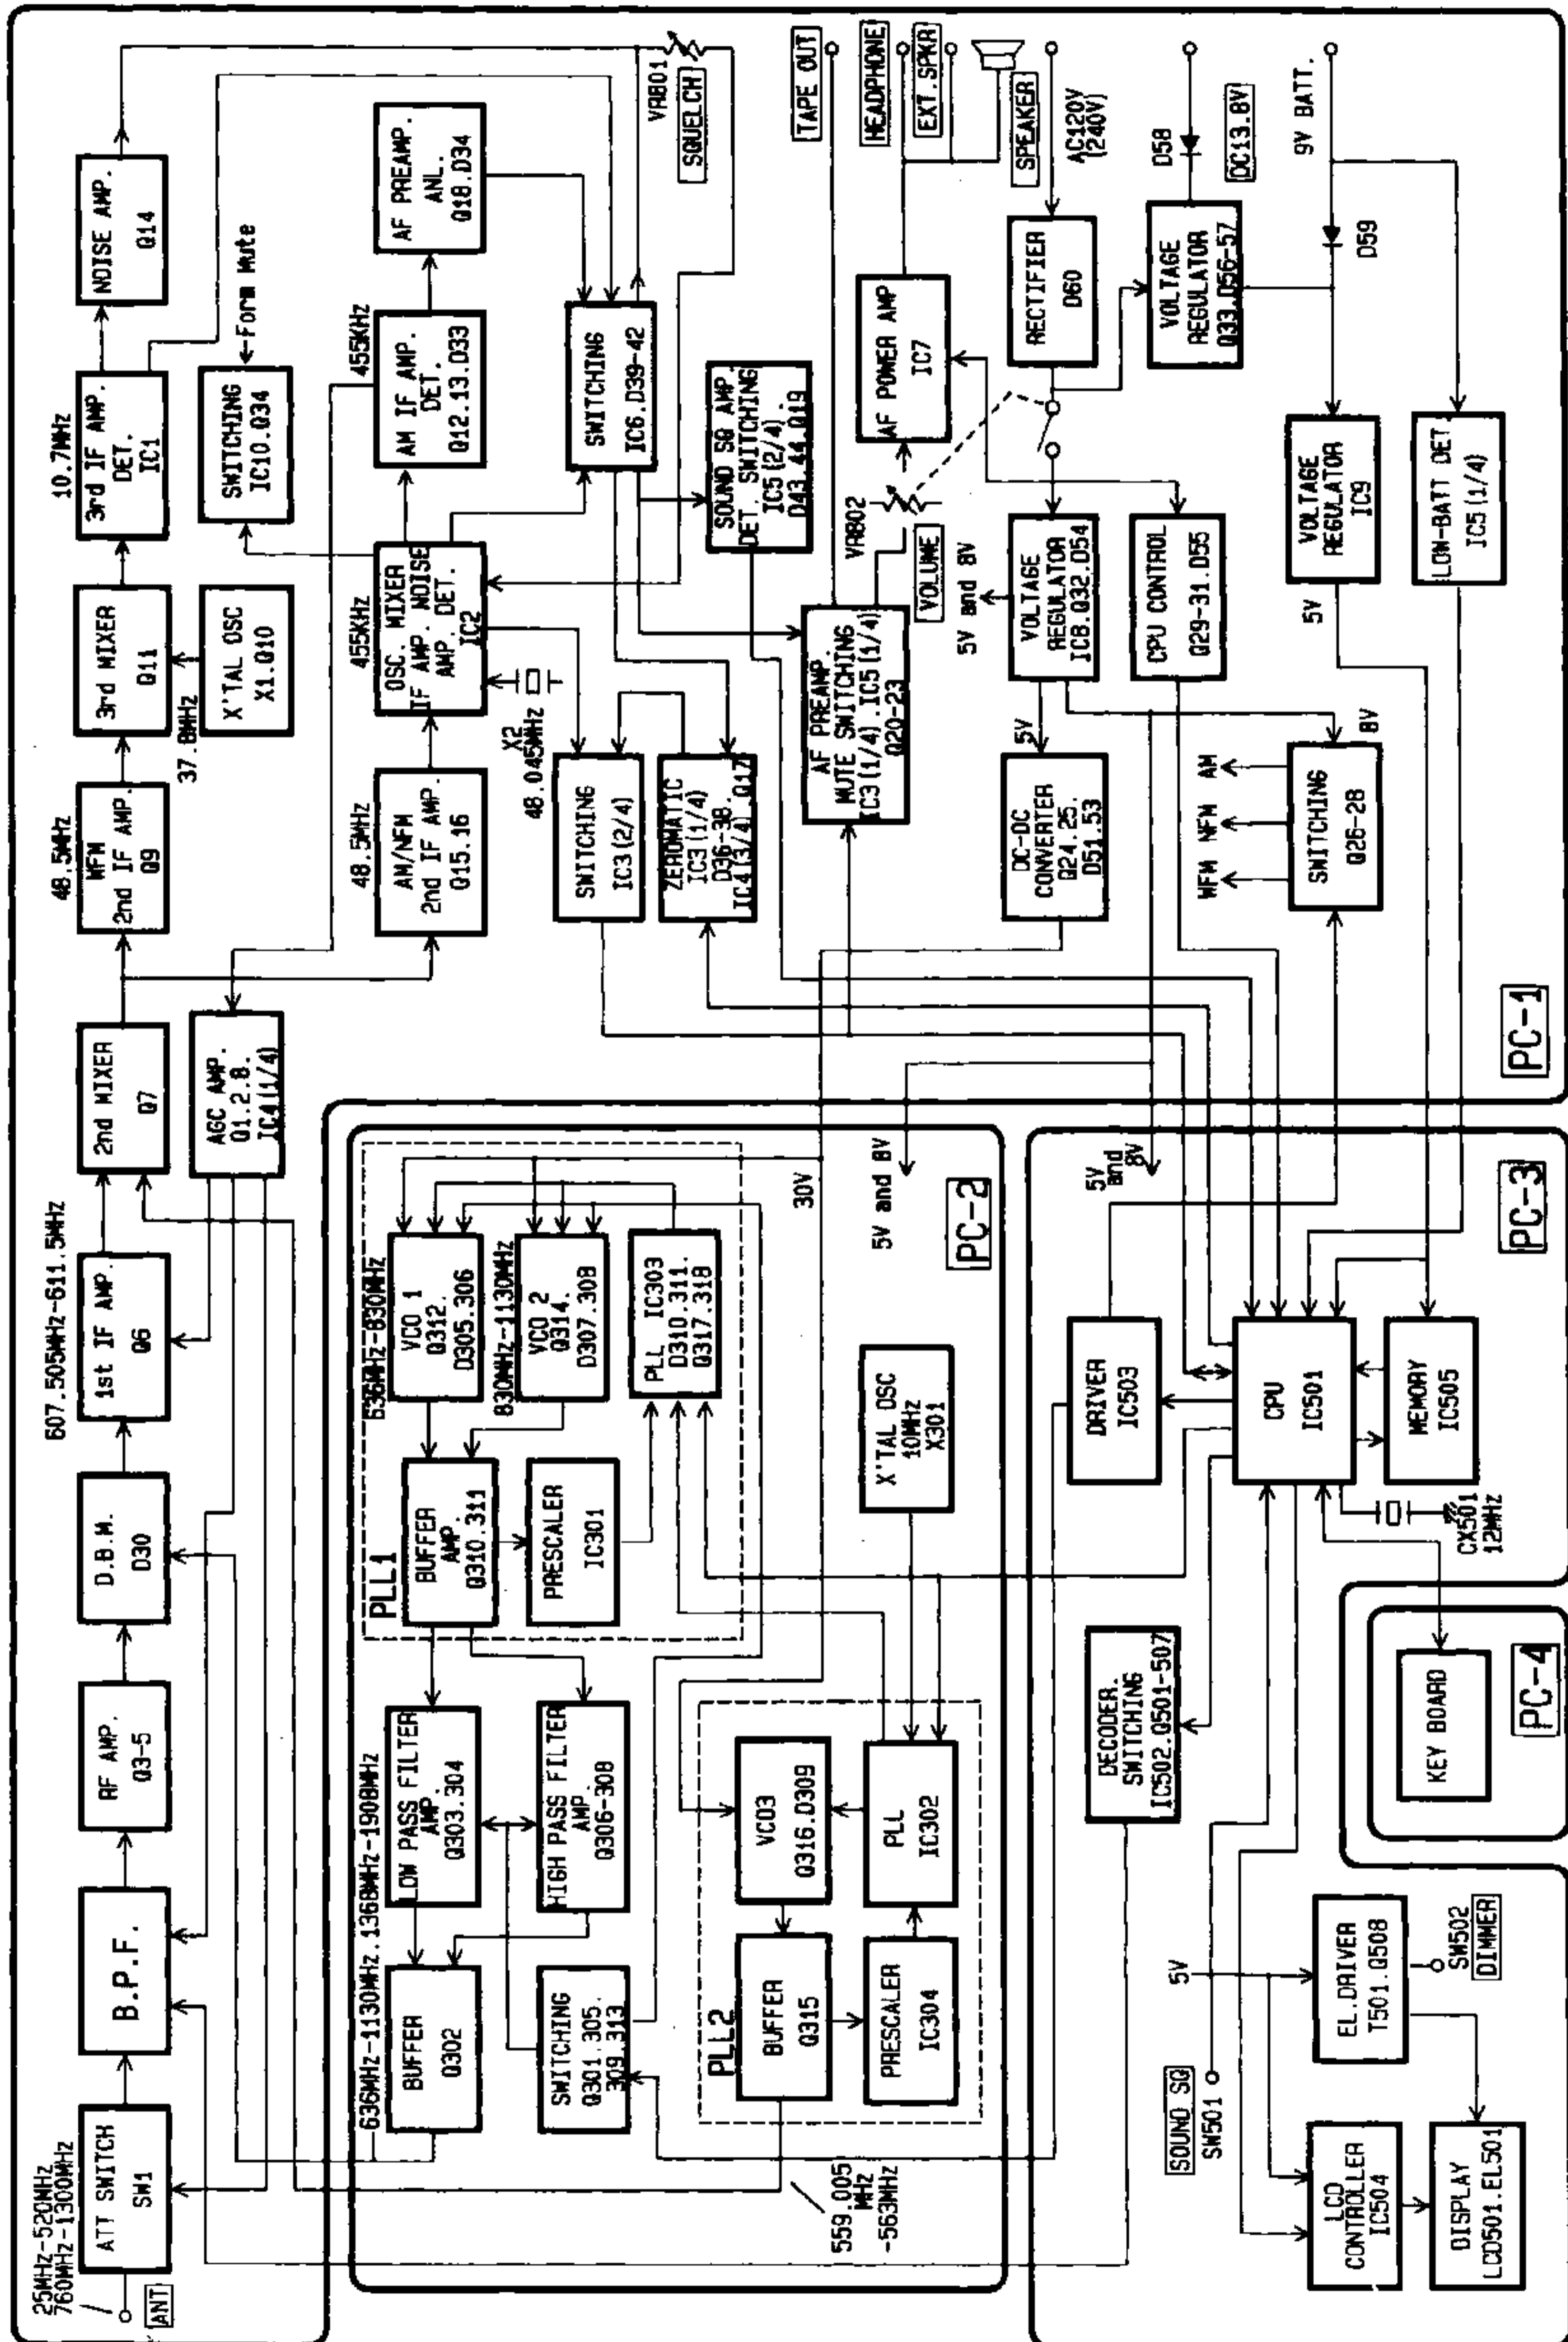 25MHz-520MHz
760MHz-1300MHz
ANT
ATT SWITCH
SW1
B.P.F.
RF AMP.
Q3-5
D.B.M.
D30
607.505MHz-611.5MHz
1st IF AMP.
Q6
2nd MIXER
Q7
AGC AMP.
Q1.2.8.
IC4(1/4)
48.5MHz
WFM
2nd IF AMP.
Q9
3rd MIXER
Q11
37.8MHz
X'TAL OSC
X1.Q10
10.7MHz
3rd IF AMP.
DET.
IC1
NOISE AMP.
Q14
SWITCHING
IC10.Q34
←Form Mute
48.5MHz
AM/NFM
2nd IF AMP.
Q15.16
455KHz
OSC. MIXER
IF AMP. NOISE
AMP. DET.
IC2
X2
48.045MHz
455KHz
AM IF AMP.
DET.
Q12.13.D33
AF PREAMP.
ANL.
Q18.D34
SWITCHING
IC3(2/4)
ZEROMATIC
IC3(1/4)
D36-38.
IC4(3/4).Q17
SWITCHING
IC6.D39-42
VR801
SQUELCH
SOUND SQ AMP.
DET. SWITCHING
IC5(2/4)
D43.44.Q19
AF PREAMP.
MUTE SWITCHING
IC3(1/4).IC5(1/4)
Q20-23
VR802
VOLUME
AF POWER AMP
IC7
TAPE OUT
HEADPHONE
EXT.SPKR
SPEAKER
AC120V
(240V)
RECTIFIER
D60
5V and 8V
VOLTAGE
REGULATOR
IC8.Q32.D54
5V
DC-DC
CONVERTER
Q24.25.
D51.53
CPU CONTROL
Q29-31.D55
VOLTAGE
REGULATOR
Q33.D56-57
D58
DC13.8V
9V BATT.
D59
VOLTAGE
REGULATOR
IC9
5V
LOW-BATT DET
IC5(1/4)
8V
SWITCHING
Q26-28
WFM
NFM
AM
PC-1
636MHz-1130MHz.1368MHz-1908MHz
BUFFER
Q302
LOW PASS FILTER
AMP.
Q303.304
HIGH PASS FILTER
AMP.
Q306-308
SWITCHING
Q301.305.
309.313
PLL1
BUFFER
AMP.
Q310.311
PRESCALER
IC301
636MHz-830MHz
VCO 1
Q312.
D305.306
830MHz-1130MHz
VCO 2
Q314.
D307.308
PLL IC303
D310.311.
Q317.318
30V
5V and 8V
PLL2
BUFFER
Q315
PRESCALER
IC304
VCO3
Q316.D309
PLL
IC302
X'TAL OSC
10MHz
X301
559.005
MHz
-563MHz
PC-2
5V
and
8V
DRIVER
IC503
CPU
IC501
MEMORY
IC505
CX501
12MHz
DECODER.
SWITCHING
IC502.Q501-507
PC-3
KEY BOARD
PC-4
SOUND SQ
SW501
5V
EL.DRIVER
T501.Q508
SW502
DIMMER
LCD
CONTROLLER
IC504
DISPLAY
LCD501.EL501